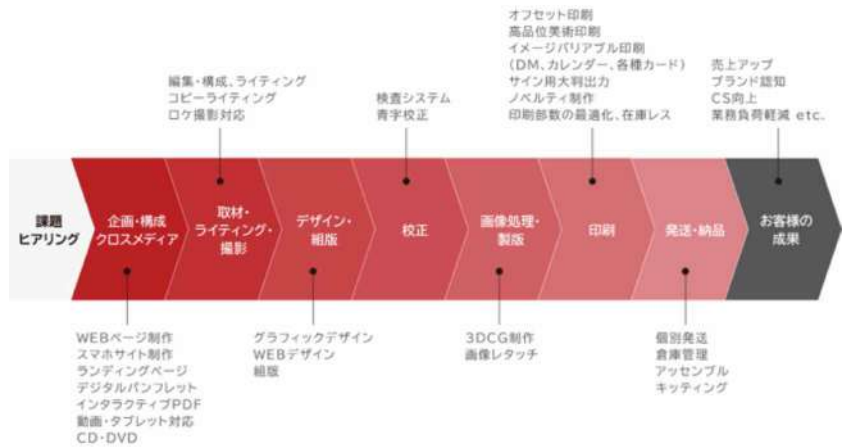 オフセット印刷
高品位美術印刷
イメージバリアブル印刷
（DM、カレンダー、各種カード）
サイン用大判出力
ノベルティ制作
印刷部数の最適化、在庫レス
売上アップ
ブランド認知
CS向上
業務負荷軽減 etc.
編集・構成、ライティング
コピーライティング
ロケ撮影対応
検査システム
青字校正
課題
ヒアリング
企画・構成
クロスメディア
取材・
ライティング・
撮影
デザイン・
組版
校正
画像処理・
製版
印刷
発送・納品
お客様の
成果
WEBページ制作
スマホサイト制作
ランディングページ
デジタルパンフレット
インタラクティブPDF
動画・タブレット対応
CD・DVD
グラフィックデザイン
WEBデザイン
組版
3DCG制作
画像レタッチ
個別発送
倉庫管理
アッセンブル
キッティング